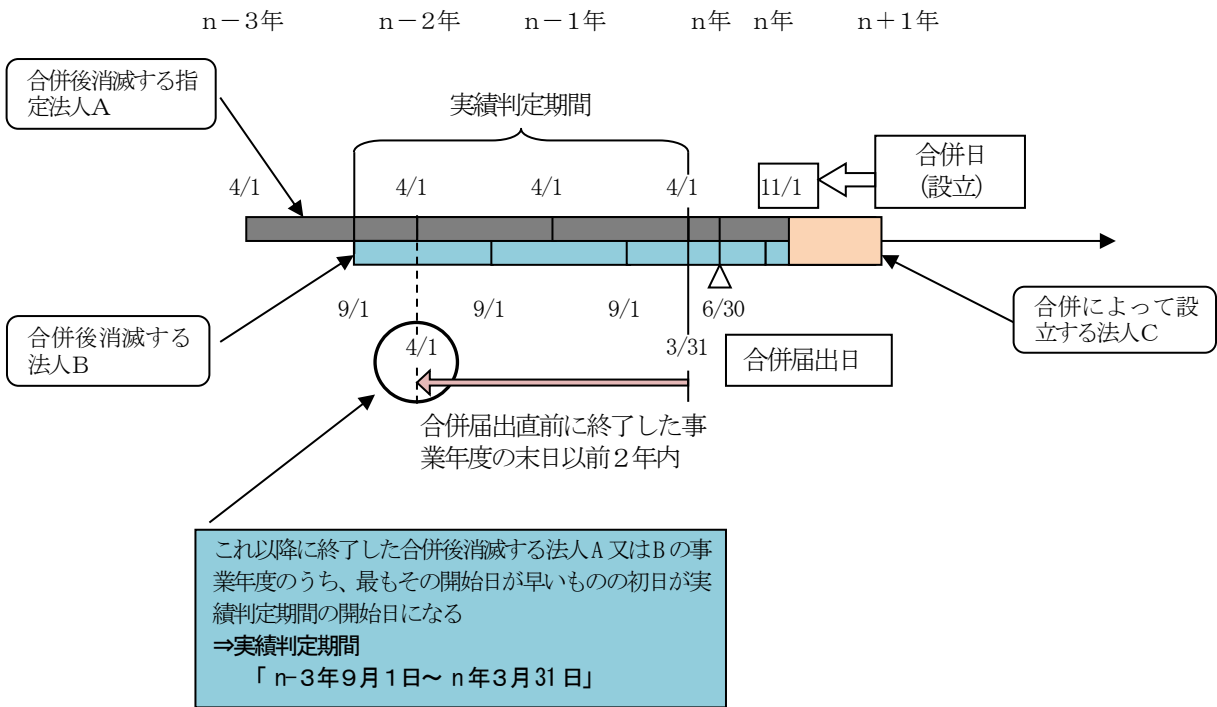 n－3年 n－2年 n－1年 n年 n年 n＋1年
合併後消滅する指
定法人A
実績判定期間
合併日
(設立)
4/1 4/1 4/1 4/1 11/1
9/1 9/1 9/1 6/30
合併後消滅する
法人B
4/1 3/31
合併届出日
合併によって設
立する法人C
合併届出直前に終了した事
業年度の末日以前２年内
これ以降に終了した合併後消滅する法人A又はBの事
業年度のうち、最もその開始日が早いものの初日が実
績判定期間の開始日になる
⇒実績判定期間
「n-3年９月１日～ n年３月31日」